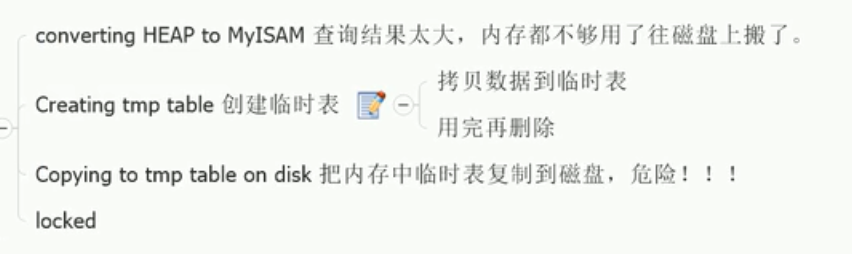 converting HEAP to MyISAM 查询结果太大，内存都不够用了往磁盘上搬了。
Creating tmp table 创建临时表
拷贝数据到临时表
用完再删除
Copying to tmp table on disk 把内存中临时表复制到磁盘，危险！！！
locked